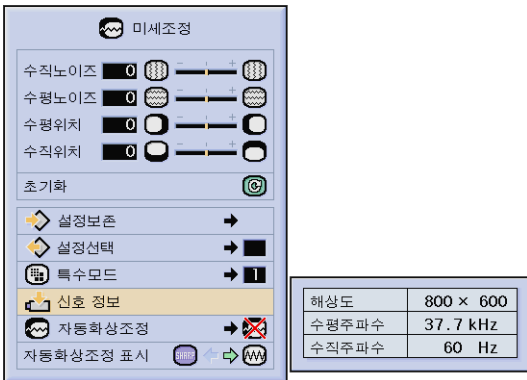 미세조정
수직노이즈 0 - +
수평노이즈 0 - +
수평위치 0 - +
수직위치 0 - +
초기화
설정보존
설정선택
특수모드 1
신호 정보
자동화상조정
자동화상조정 표시 SHARP
해상도 800 × 600
수평주파수 37.7 kHz
수직주파수 60 Hz